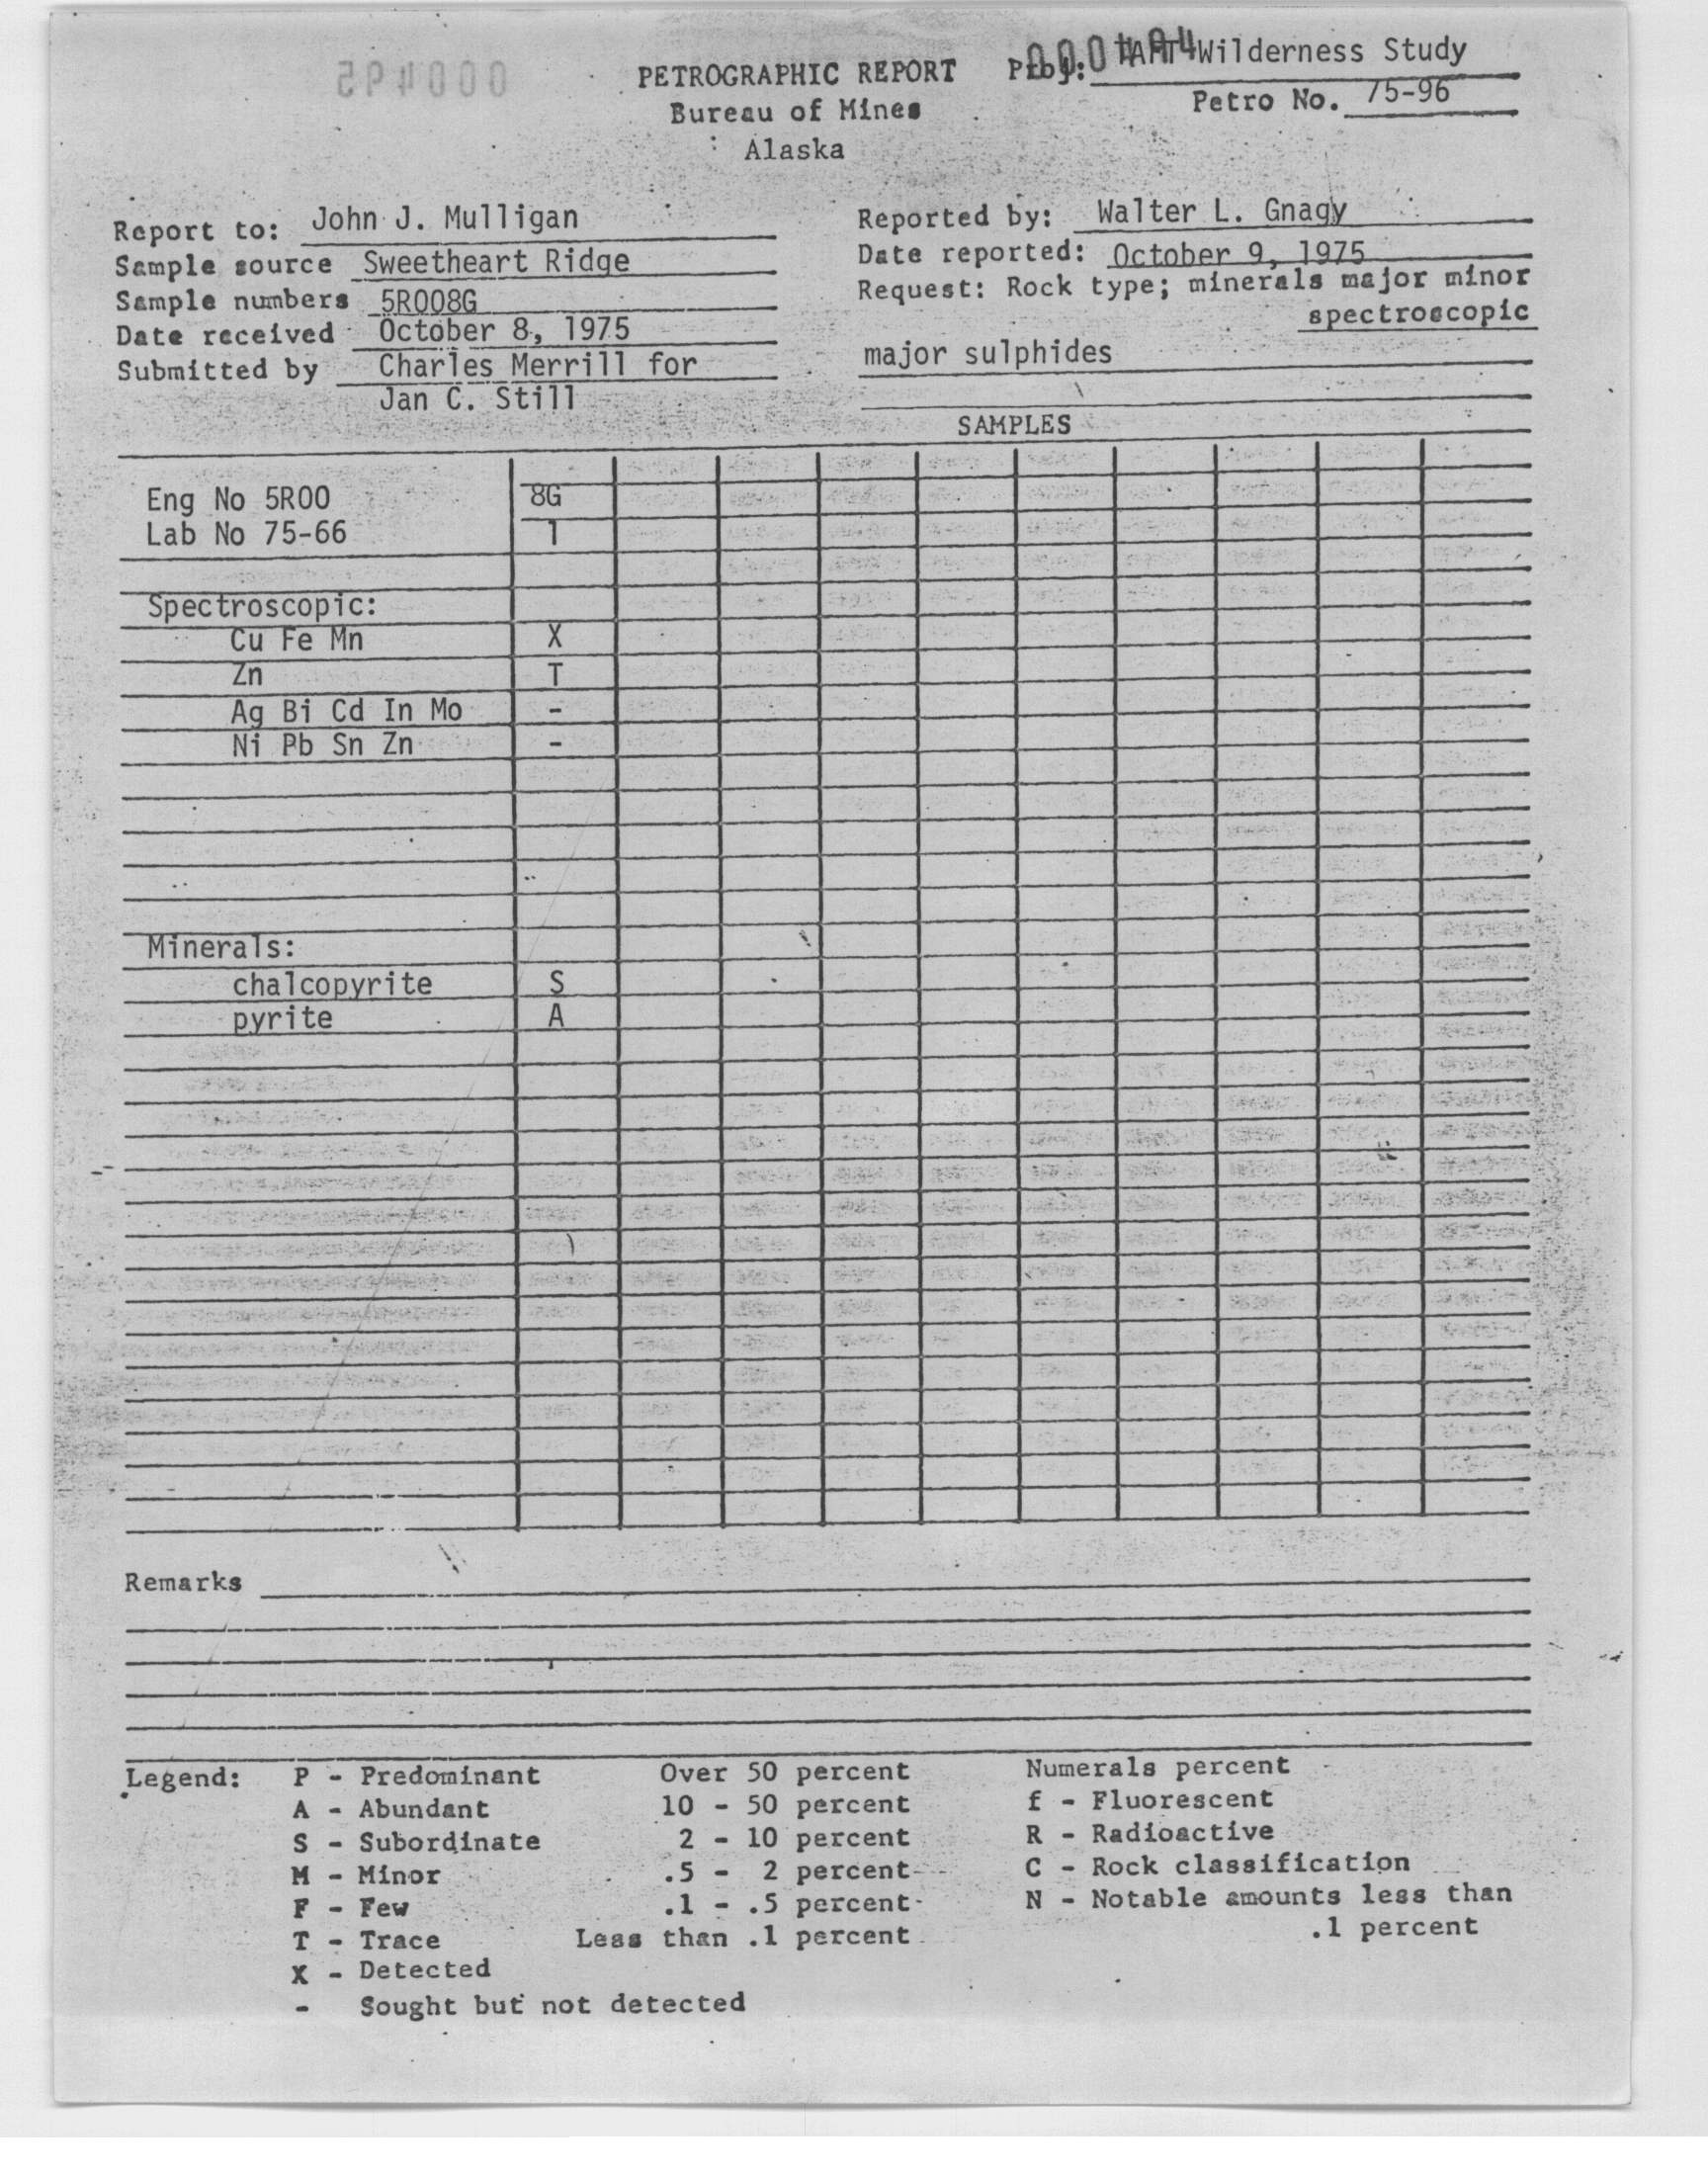 PETROGRAPHIC REPORT
Bureau of Mines
Alaska
Proj: Wilderness Study
Petro No. 75-96
Report to: John J. Mulligan
Sample source Sweetheart Ridge
Sample numbers 5R008G
Date received October 8, 1975
Submitted by Charles Merrill for
Jan C. Still
Reported by: Walter L. Gnagy
Date reported: October 9, 1975
Request: Rock type; minerals major minor
spectroscopic
major sulphides
SAMPLES
Eng No 5R00 8G
Lab No 75-66 1
Spectroscopic:
Cu Fe Mn X
Zn T
Ag Bi Cd In Mo -
Ni Pb Sn Zn -
Minerals:
chalcopyrite S
pyrite A
Remarks
Legend: P - Predominant Over 50 percent Numerals percent
A - Abundant 10 - 50 percent f - Fluorescent
S - Subordinate 2 - 10 percent R - Radioactive
M - Minor .5 - 2 percent C - Rock classification
F - Few .1 - .5 percent N - Notable amounts less than
T - Trace Less than .1 percent .1 percent
X - Detected
- Sought but not detected